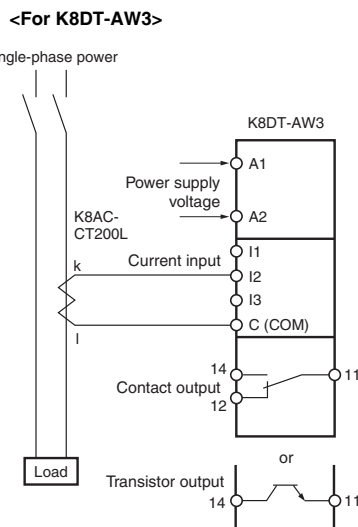 <For K8DT-AW3>
ngle-phase power
K8DT-AW3
A1
Power supply
voltage
A2
K8AC-
CT200L
k
Current input
I1
I2
I3
l
C (COM)
14
11
Contact output
12
or
Transistor output
14
11
Load